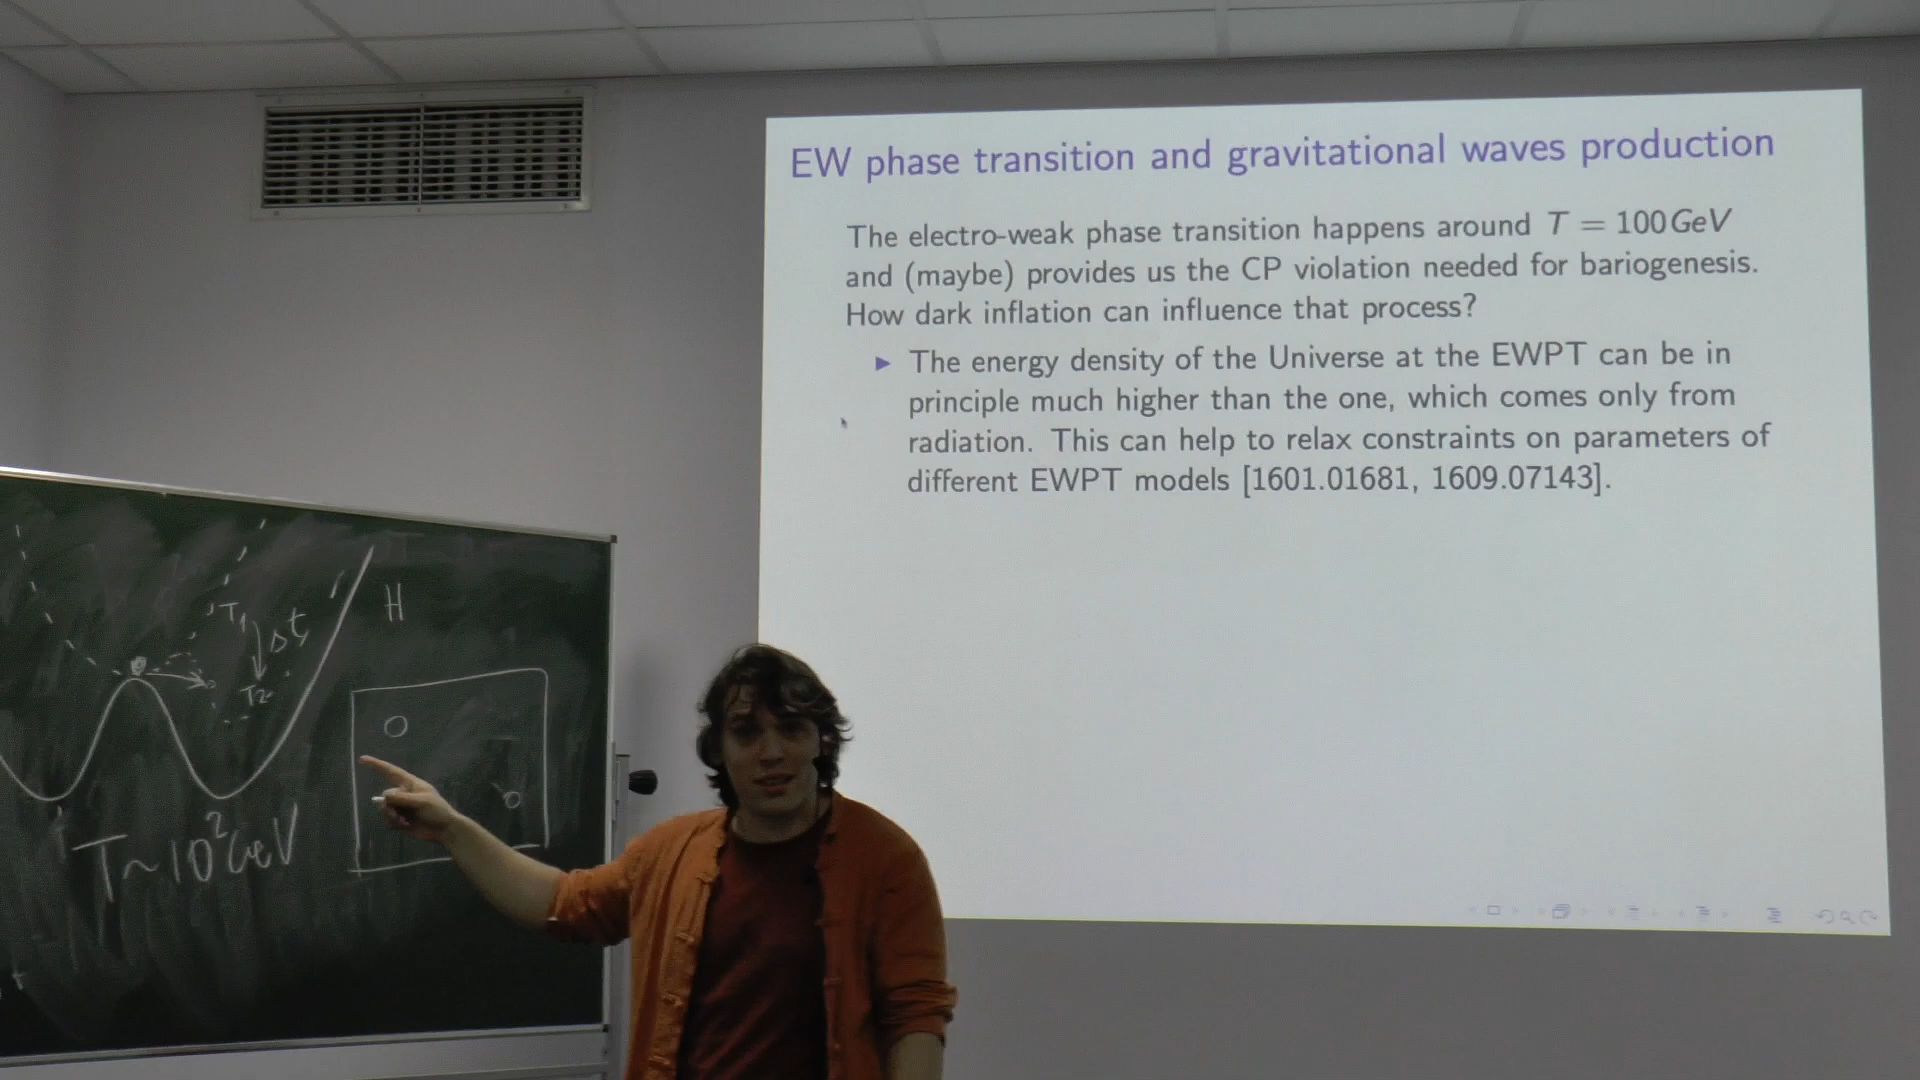 EW phase transition and gravitational waves production
The electro-weak phase transition happens around T = 100 GeV
and (maybe) provides us the CP violation needed for bariogenesis.
How dark inflation can influence that process?
▶ The energy density of the Universe at the EWPT can be in
principle much higher than the one, which comes only from
radiation. This can help to relax constraints on parameters of
different EWPT models [1601.01681, 1609.07143].
H
T₁
Δt
T₂
T~10² GeV